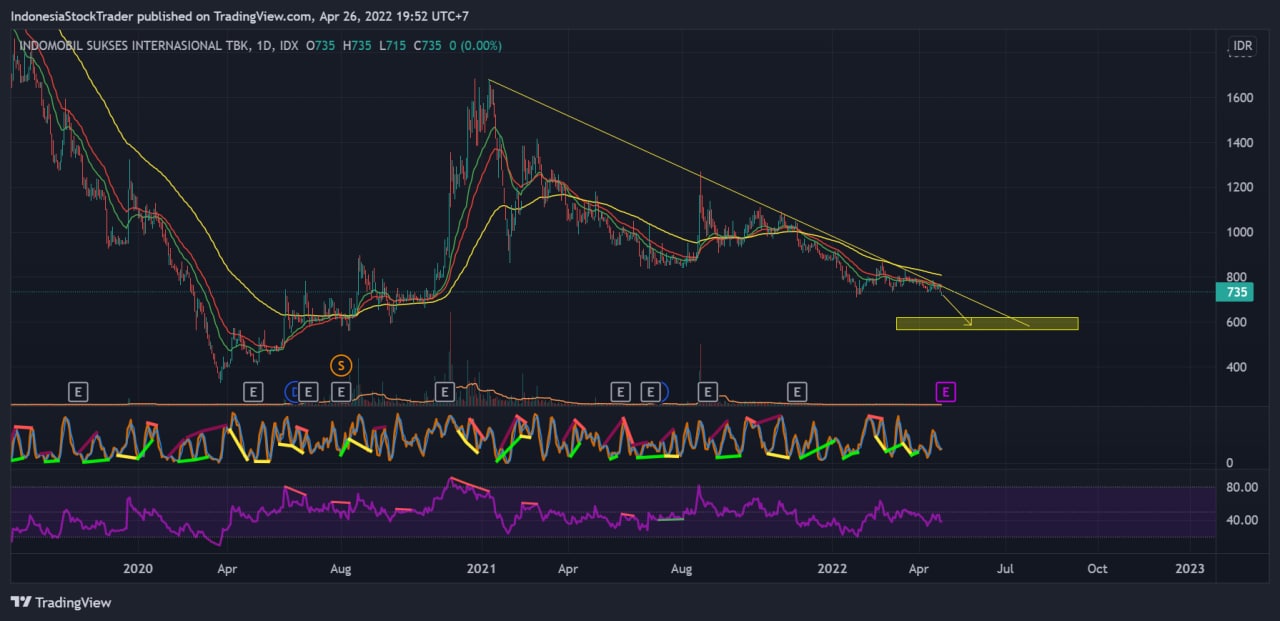 IndonesiaStockTrader published on TradingView.com, Apr 26, 2022 19:52 UTC+7
INDOMOBIL SUKSES INTERNASIONAL TBK, 1D, IDX O735 H735 L715 C735 0 (0.00%)
IDR
1600
1400
1200
1000
800
735
600
400
S
E E D E E E E E E E E
0
80.00
40.00
2020 Apr Aug 2021 Apr Aug 2022 Apr Jul Oct 2023
TradingView